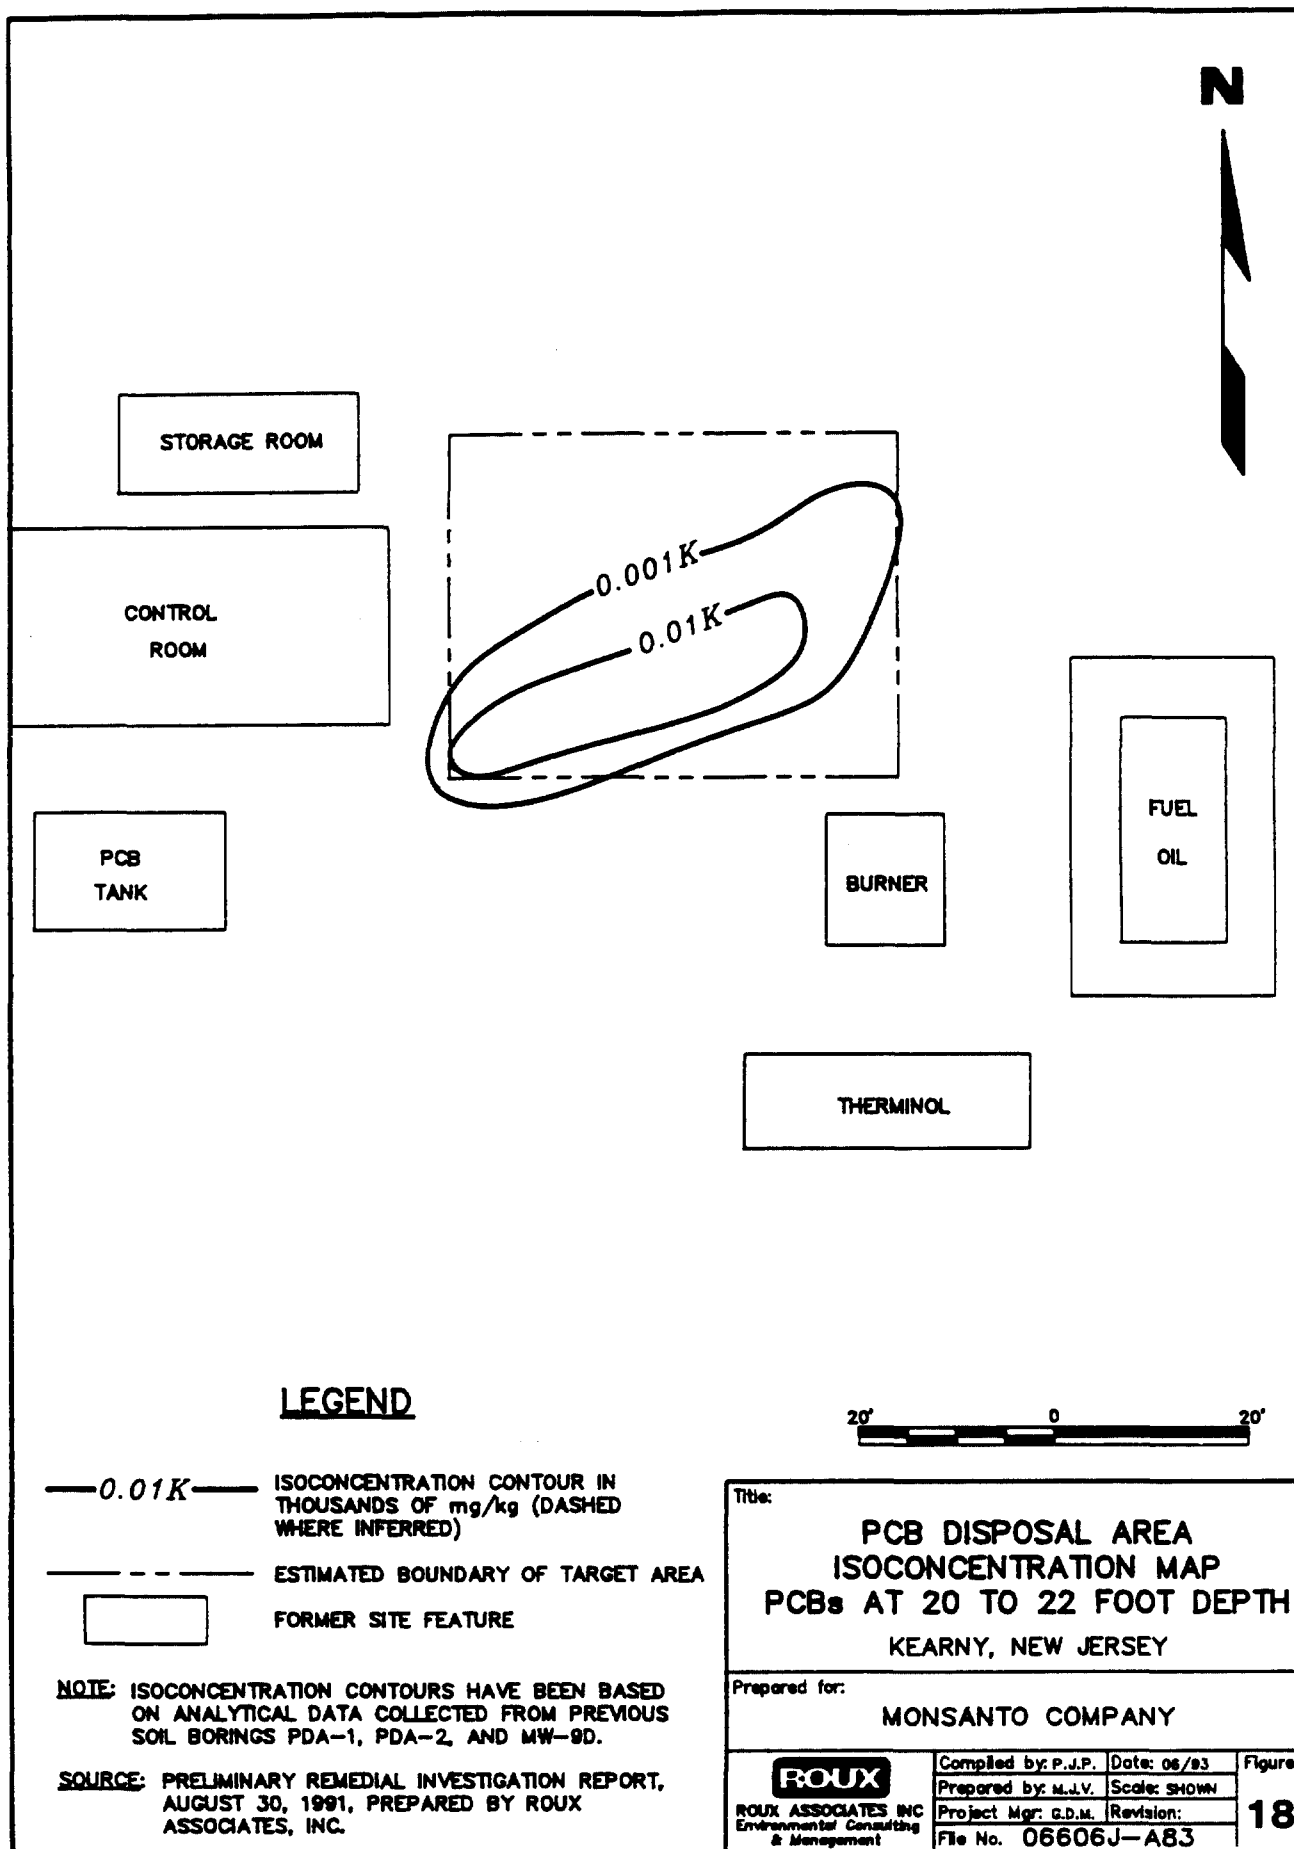 N
STORAGE ROOM
CONTROL
ROOM
0.001K
0.01K
PCB
TANK
BURNER
FUEL
OIL
THERMINOL
LEGEND
20' 0 20'
0.01K ISOCONCENTRATION CONTOUR IN
THOUSANDS OF mg/kg (DASHED
WHERE INFERRED)
ESTIMATED BOUNDARY OF TARGET AREA
FORMER SITE FEATURE
NOTE: ISOCONCENTRATION CONTOURS HAVE BEEN BASED
ON ANALYTICAL DATA COLLECTED FROM PREVIOUS
SOIL BORINGS PDA-1, PDA-2, AND MW-9D.
SOURCE: PRELIMINARY REMEDIAL INVESTIGATION REPORT,
AUGUST 30, 1991, PREPARED BY ROUX
ASSOCIATES, INC.
Title:
PCB DISPOSAL AREA
ISOCONCENTRATION MAP
PCBs AT 20 TO 22 FOOT DEPTH
KEARNY, NEW JERSEY
Prepared for:
MONSANTO COMPANY
ROUX
ROUX ASSOCIATES INC
Environmental Consulting
& Management
Compiled by: P.J.P. Date: 06/93
Prepared by: M.J.V. Scale: SHOWN
Project Mgr: G.D.M. Revision:
File No. 06606J-A83
Figure
18